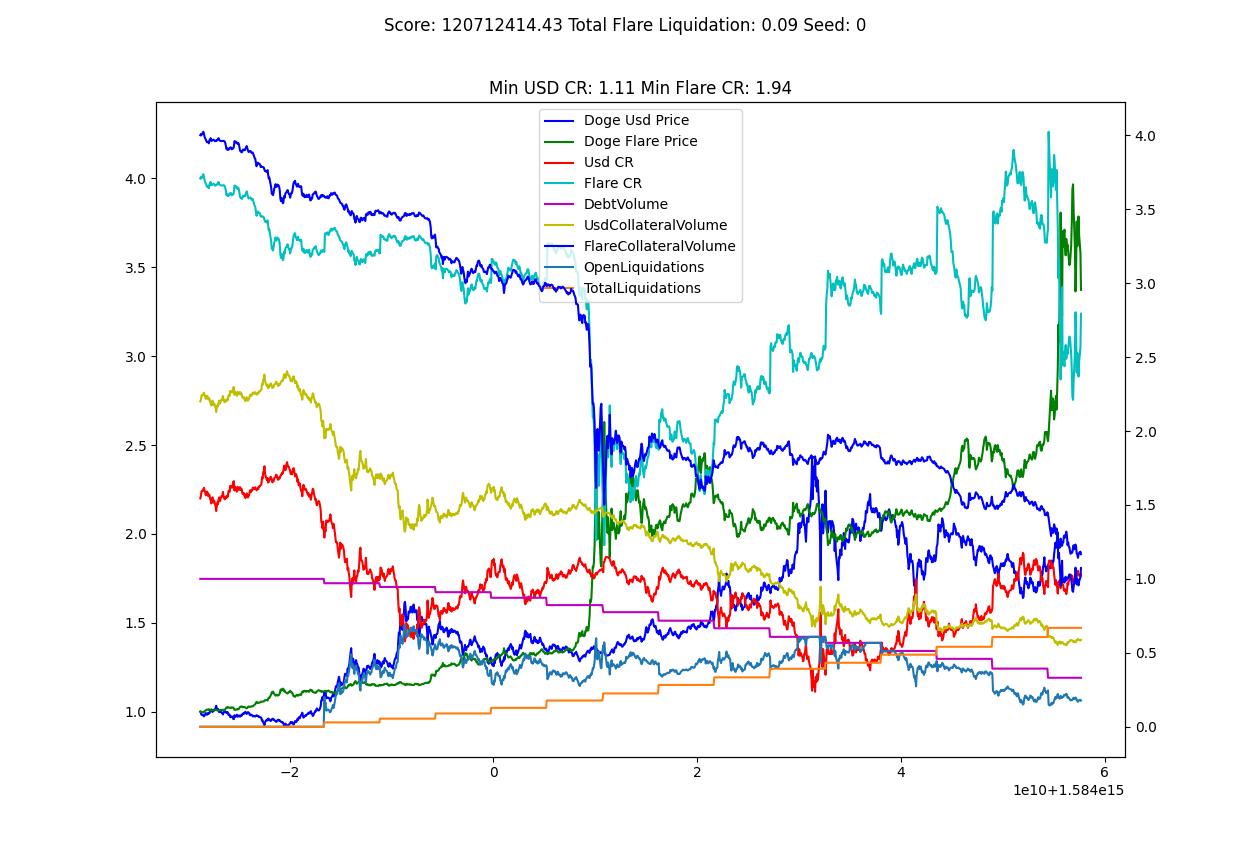 Score: 120712414.43 Total Flare Liquidation: 0.09 Seed: 0
Min USD CR: 1.11 Min Flare CR: 1.94
Doge Usd Price
Doge Flare Price
Usd CR
Flare CR
DebtVolume
UsdCollateralVolume
FlareCollateralVolume
OpenLiquidations
TotalLiquidations
4.0
3.5
3.0
2.5
2.0
1.5
1.0
4.0
3.5
3.0
2.5
2.0
1.5
1.0
0.5
0.0
−2 0 2 4 6
1e10+1.584e15